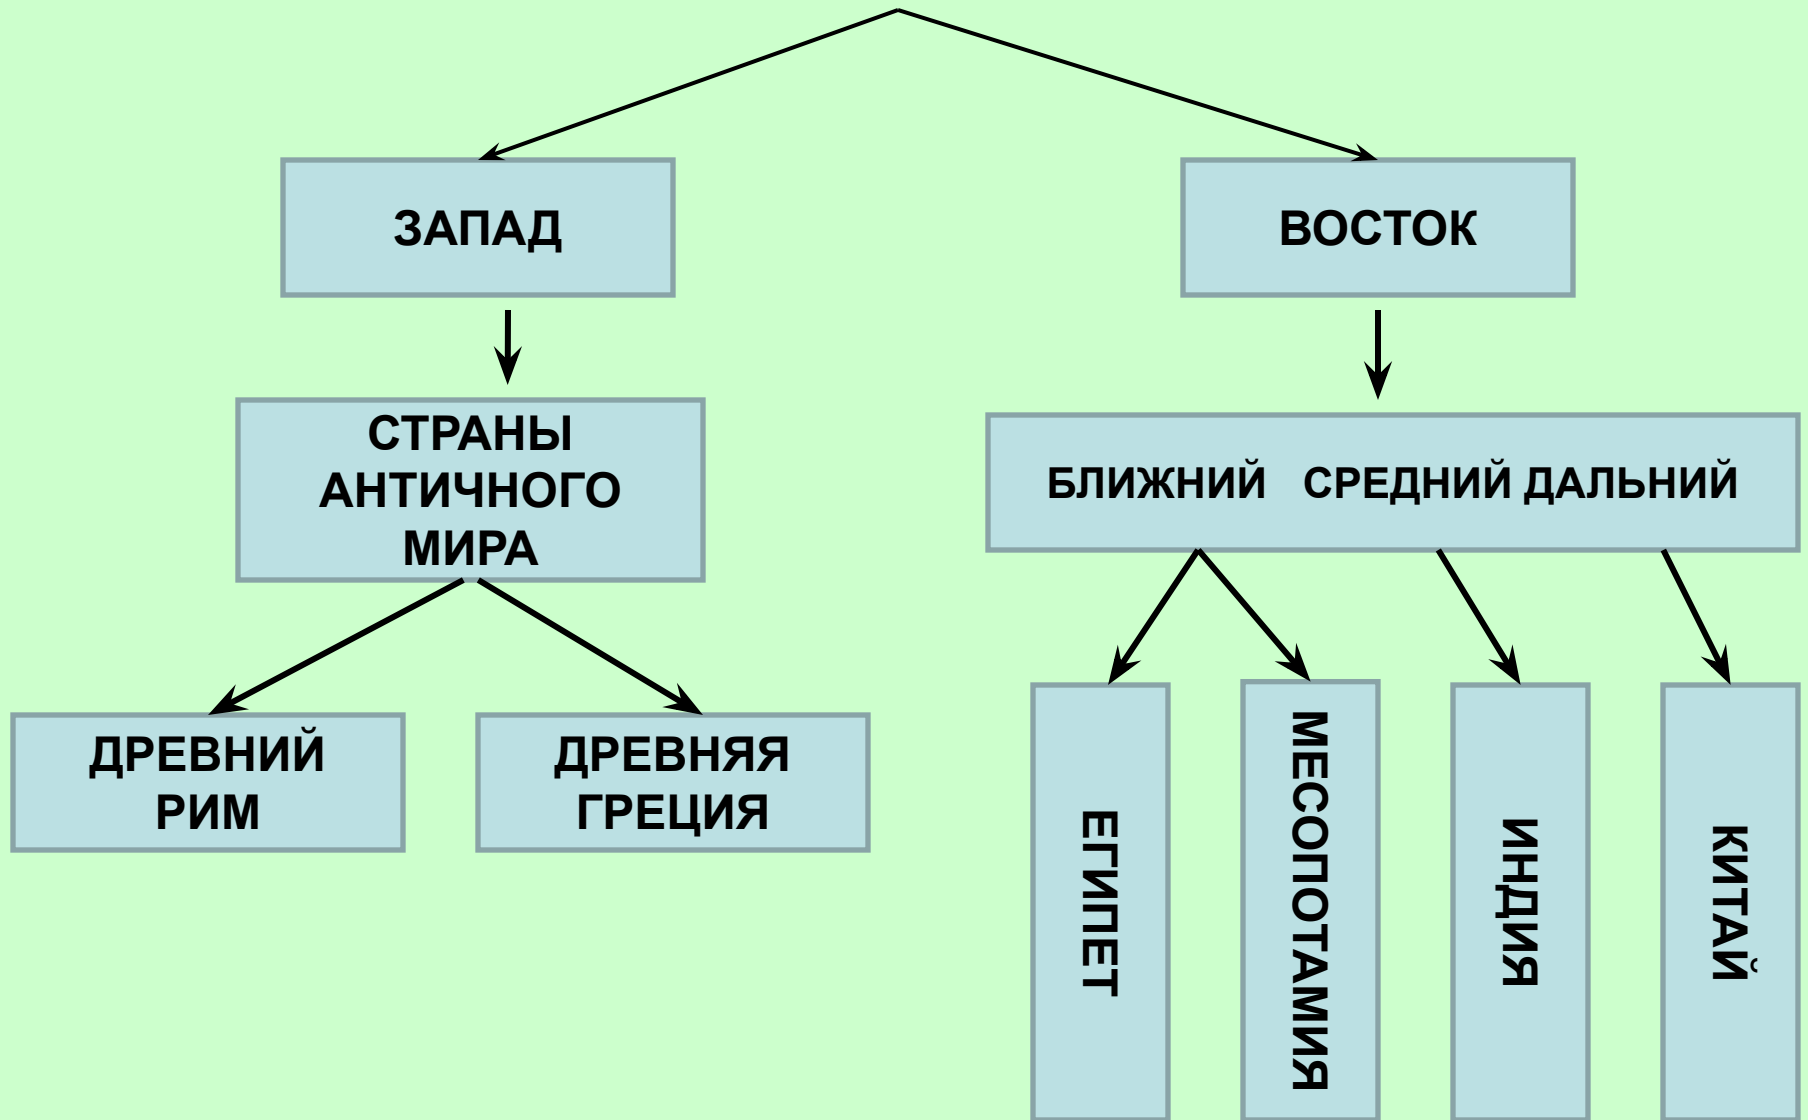 ЗАПАД
ВОСТОК
СТРАНЫ
АНТИЧНОГО
МИРА
БЛИЖНИЙ СРЕДНИЙ ДАЛЬНИЙ
ДРЕВНИЙ
РИМ
ДРЕВНЯЯ
ГРЕЦИЯ
ЕГИПЕТ
МЕСОПОТАМИЯ
ИНДИЯ
КИТАЙ